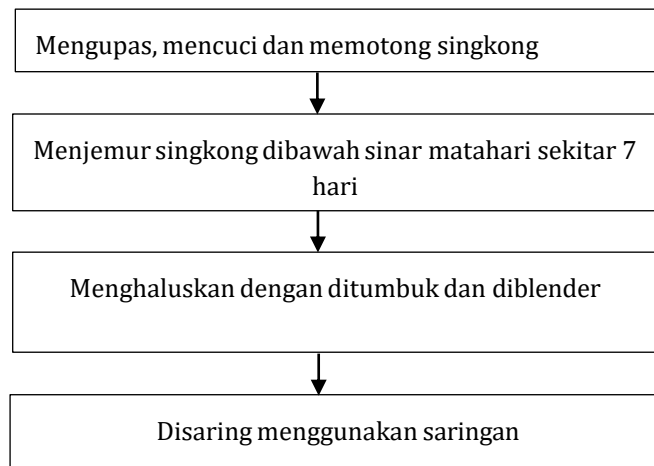 Mengupas, mencuci dan memotong singkong
Menjemur singkong dibawah sinar matahari sekitar 7
hari
Menghaluskan dengan ditumbuk dan diblender
Disaring menggunakan saringan